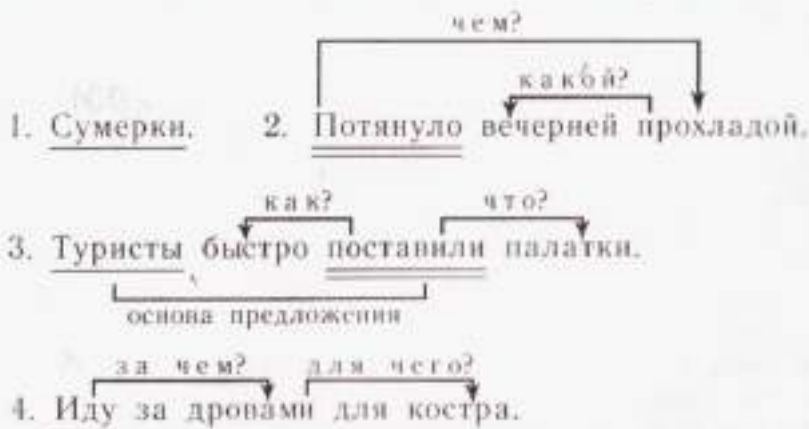 чем?
какой?
1. Сумерки. 2. Потянуло вечерней прохладой.
как? что?
3. Туристы быстро поставили палатки.
основа предложения
за чем? для чего?
4. Иду за дровами для костра.